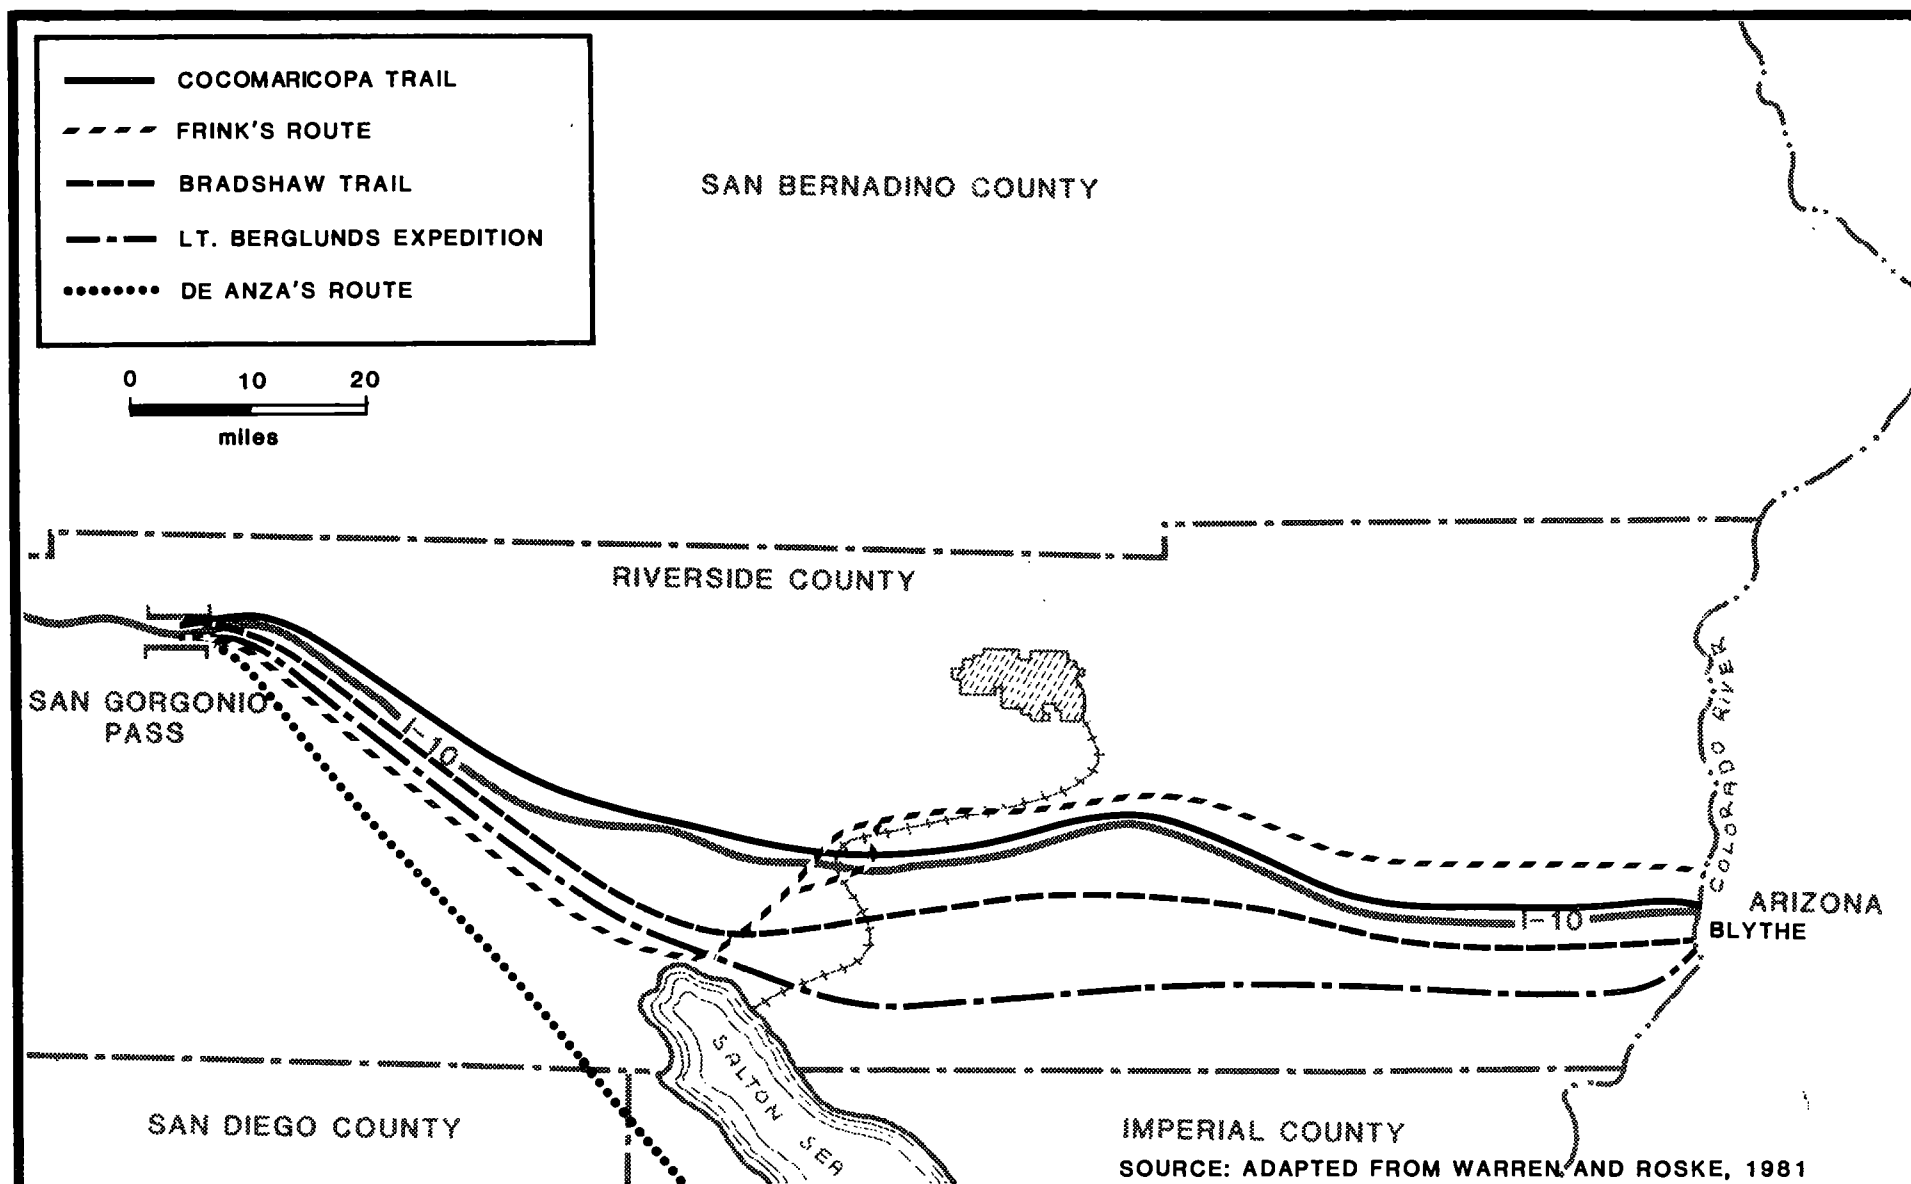 COCOMARICOPA TRAIL
FRINK'S ROUTE
BRADSHAW TRAIL
LT. BERGLUNDS EXPEDITION
DE ANZA'S ROUTE
0 10 20
miles
SAN BERNADINO COUNTY
RIVERSIDE COUNTY
SAN GORGONIO
PASS
I-10
COLORADO RIVER
I-10
ARIZONA
BLYTHE
SALTON SEA
SAN DIEGO COUNTY
IMPERIAL COUNTY
SOURCE: ADAPTED FROM WARREN AND ROSKE, 1981